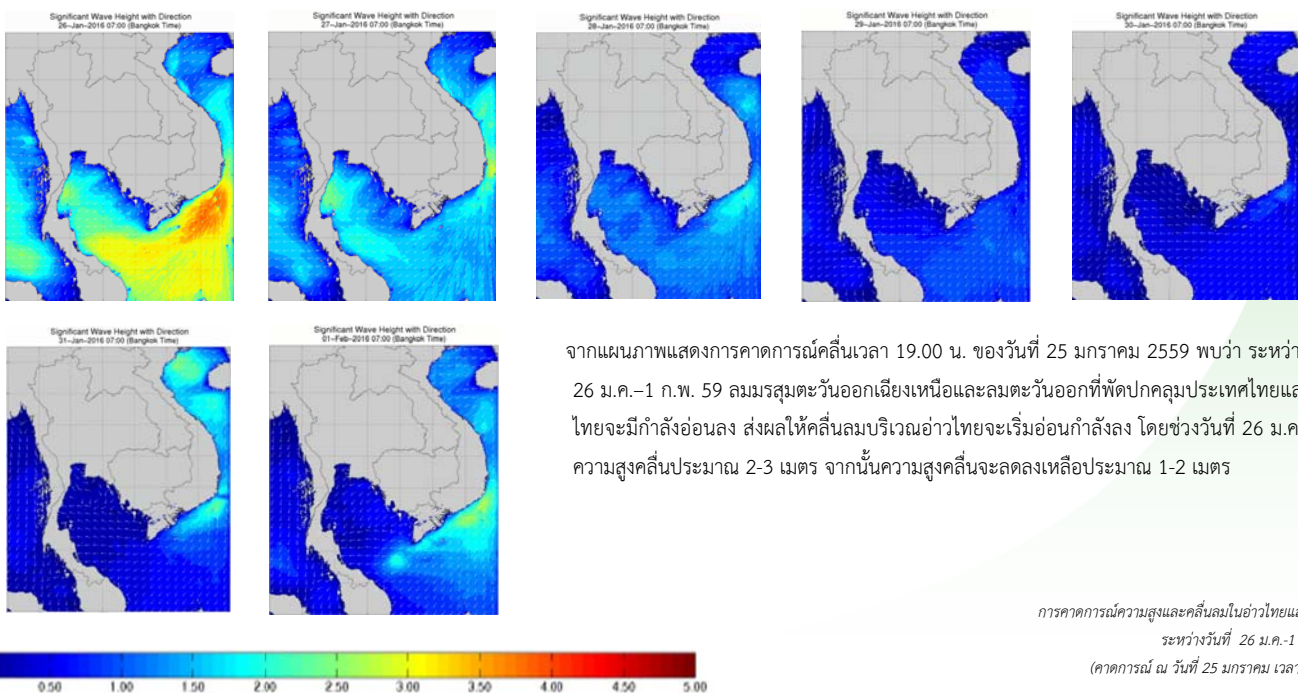 Significant Wave Height with Direction
26-Jan-2016 07:00 (Bangkok Time)
Significant Wave Height with Direction
27-Jan-2016 07:00 (Bangkok Time)
Significant Wave Height with Direction
28-Jan-2016 07:00 (Bangkok Time)
Significant Wave Height with Direction
29-Jan-2016 07:00 (Bangkok Time)
Significant Wave Height with Direction
30-Jan-2016 07:00 (Bangkok Time)
Significant Wave Height with Direction
31-Jan-2016 07:00 (Bangkok Time)
Significant Wave Height with Direction
01-Feb-2016 07:00 (Bangkok Time)
จากแผนภาพแสดงการคาดการณ์คลื่นเวลา 19.00 น. ของวันที่ 25 มกราคม 2559 พบว่า ระหว่า
26 ม.ค.–1 ก.พ. 59 ลมมรสุมตะวันออกเฉียงเหนือและลมตะวันออกที่พัดปกคลุมประเทศไทยแล
ไทยจะมีกำลังอ่อนลง ส่งผลให้คลื่นลมบริเวณอ่าวไทยจะเริ่มอ่อนกำลังลง โดยช่วงวันที่ 26 ม.ค
ความสูงคลื่นประมาณ 2-3 เมตร จากนั้นความสูงคลื่นจะลดลงเหลือประมาณ 1-2 เมตร
การคาดการณ์ความสูงและคลื่นลมในอ่าวไทยแล
ระหว่างวันที่ 26 ม.ค.-1
(คาดการณ์ ณ วันที่ 25 มกราคม เวลา
0.50 1.00 1.50 2.00 2.50 3.00 3.50 4.00 4.50 5.00